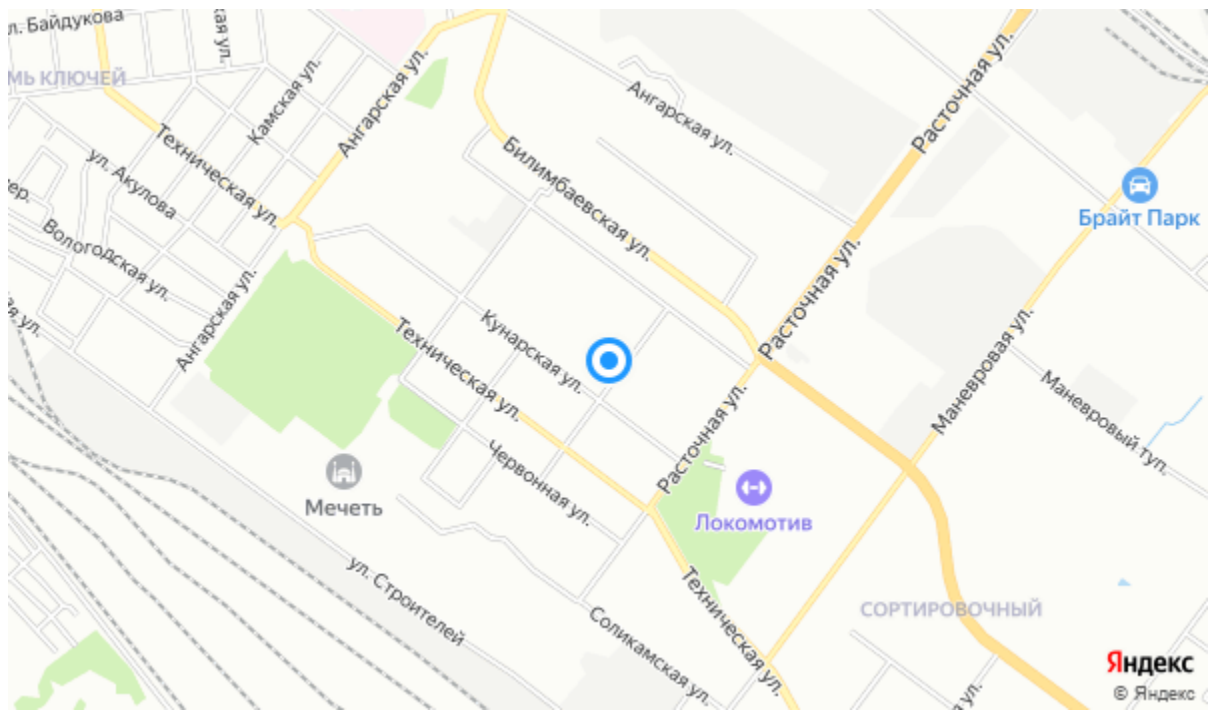 л. Байдукова
МЬ КЛЮЧЕЙ
Камская ул.
Ангарская ул.
Ангарская ул.
Расточная ул.
Техническая ул.
ул. Акулова
Билимбаевская ул.
Брайт Парк
Вологодская ул.
Ангарская ул.
Расточная ул.
Кунарская ул.
Техническая ул.
Маневровая ул.
Маневровый туп.
Расточная ул.
Червонная ул.
Мечеть
Локомотив
ул. Строителей
Соликамская ул.
Техническая ул.
СОРТИРОВОЧНЫЙ
Яндекс
© Яндекс